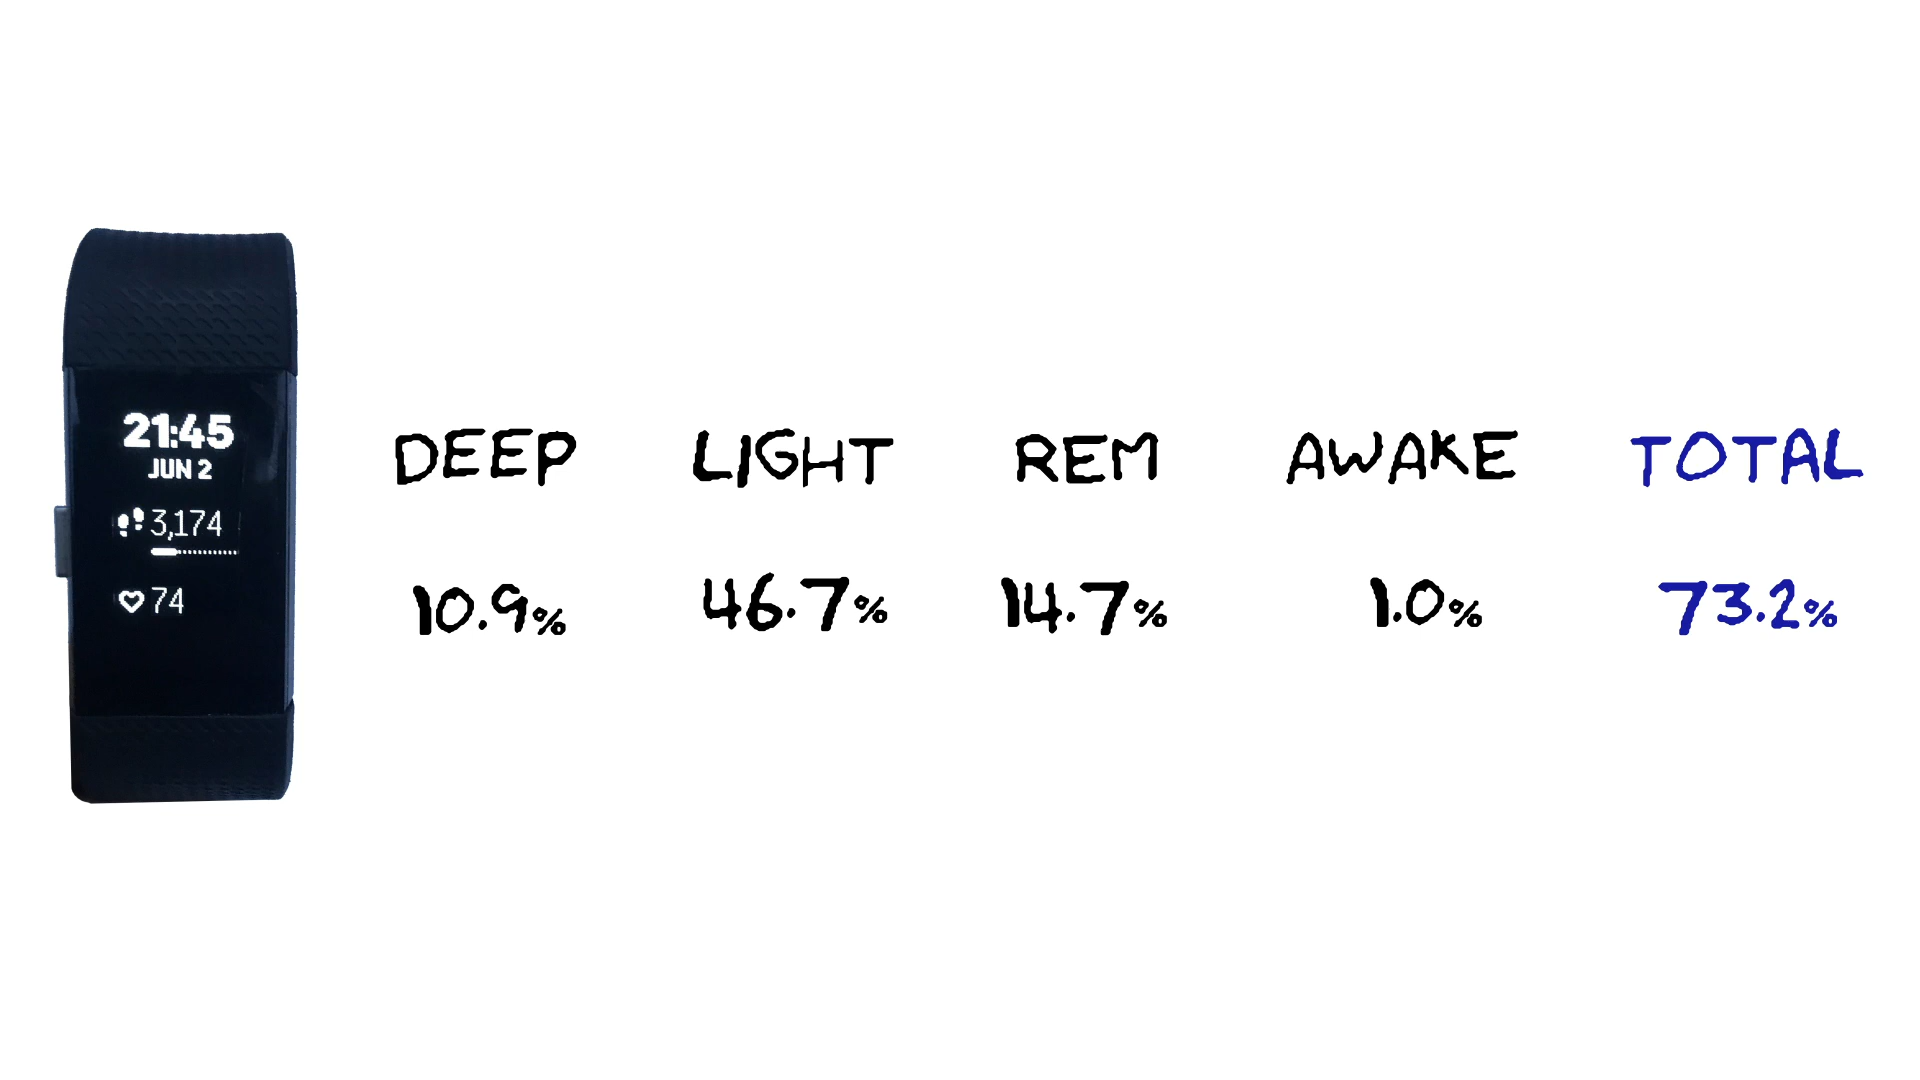 21:45
JUN 2
3,174
74
DEEP LIGHT REM AWAKE TOTAL
10.9% 46.7% 14.7% 1.0% 73.2%